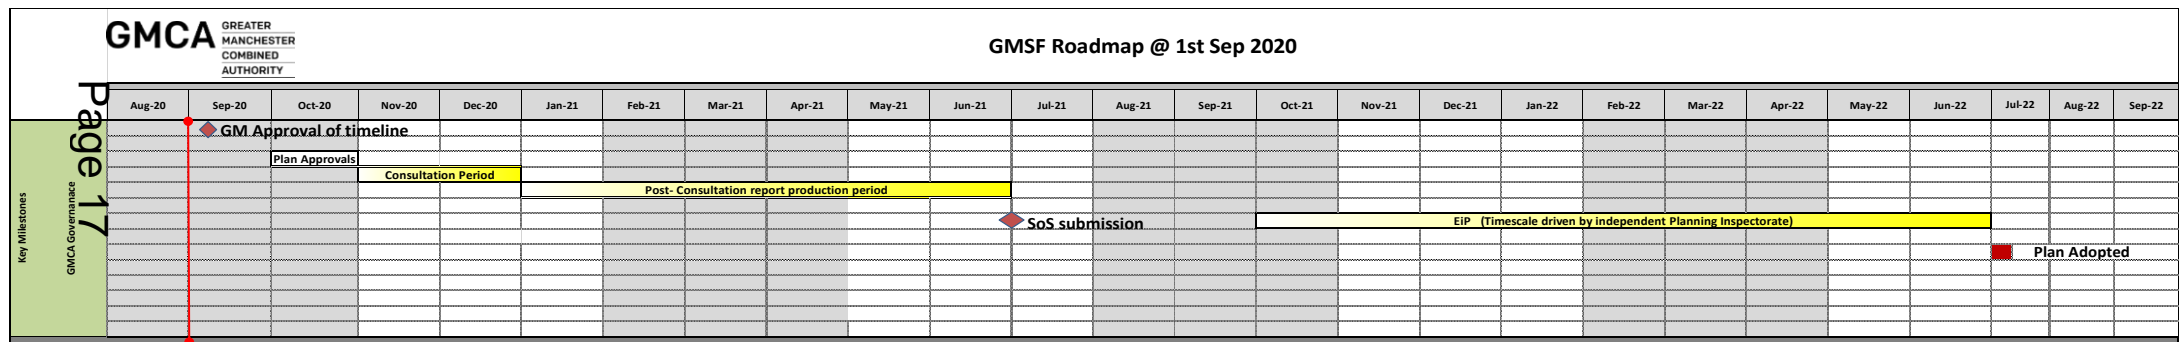 GMCA
GREATER
MANCHESTER
COMBINED
AUTHORITY
GMSF Roadmap @ 1st Sep 2020
Page 17
Aug-20 Sep-20 Oct-20 Nov-20 Dec-20 Jan-21 Feb-21 Mar-21 Apr-21 May-21 Jun-21 Jul-21 Aug-21 Sep-21 Oct-21 Nov-21 Dec-21 Jan-22 Feb-22 Mar-22 Apr-22 May-22 Jun-22 Jul-22 Aug-22 Sep-22
Key Milestones
GMCA Governanace
GM Approval of timeline
Plan Approvals
Consultation Period
Post- Consultation report production period
SoS submission
EiP (Timescale driven by independent Planning Inspectorate)
Plan Adopted